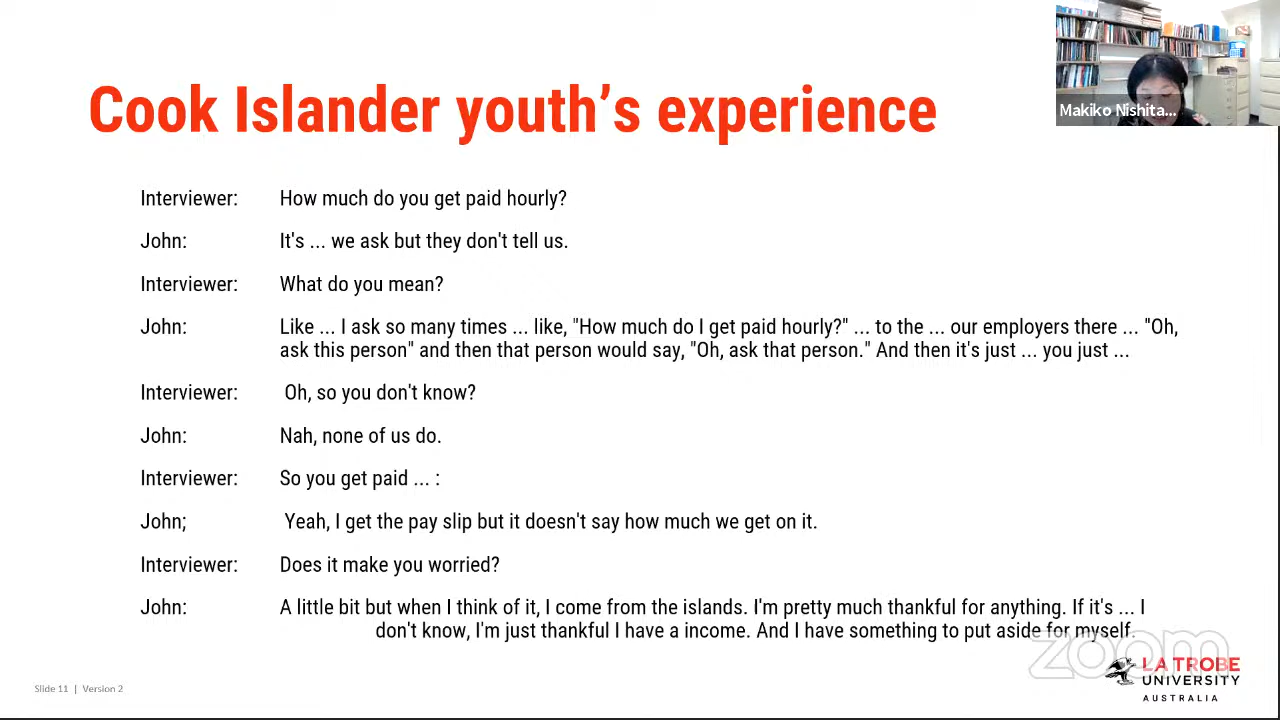 Makiko Nishita...
Cook Islander youth’s experience
Interviewer: How much do you get paid hourly?
John: It's ... we ask but they don't tell us.
Interviewer: What do you mean?
John: Like ... I ask so many times ... like, "How much do I get paid hourly?" ... to the ... our employers there ... "Oh,
ask this person" and then that person would say, "Oh, ask that person." And then it's just ... you just ...
Interviewer: Oh, so you don't know?
John: Nah, none of us do.
Interviewer: So you get paid ... :
John; Yeah, I get the pay slip but it doesn't say how much we get on it.
Interviewer: Does it make you worried?
John: A little bit but when I think of it, I come from the islands. I'm pretty much thankful for anything. If it's ... I
don't know, I'm just thankful I have a income. And I have something to put aside for myself.
zoom
LA TROBE
UNIVERSITY
AUSTRALIA
Slide 11 | Version 2